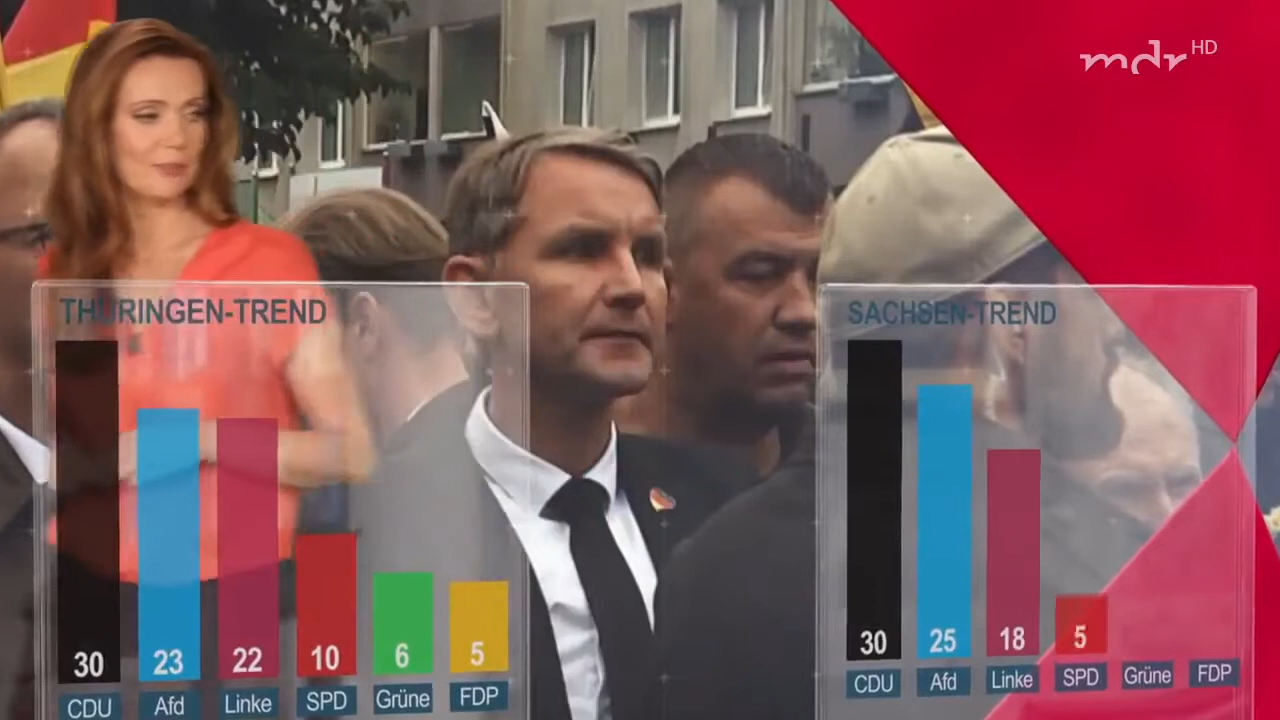 mdr HD
THÜRINGEN-TREND
30 23 22 10 6 5
CDU Afd Linke SPD Grüne FDP
SACHSEN-TREND
30 25 18 5
CDU Afd Linke SPD Grüne FDP